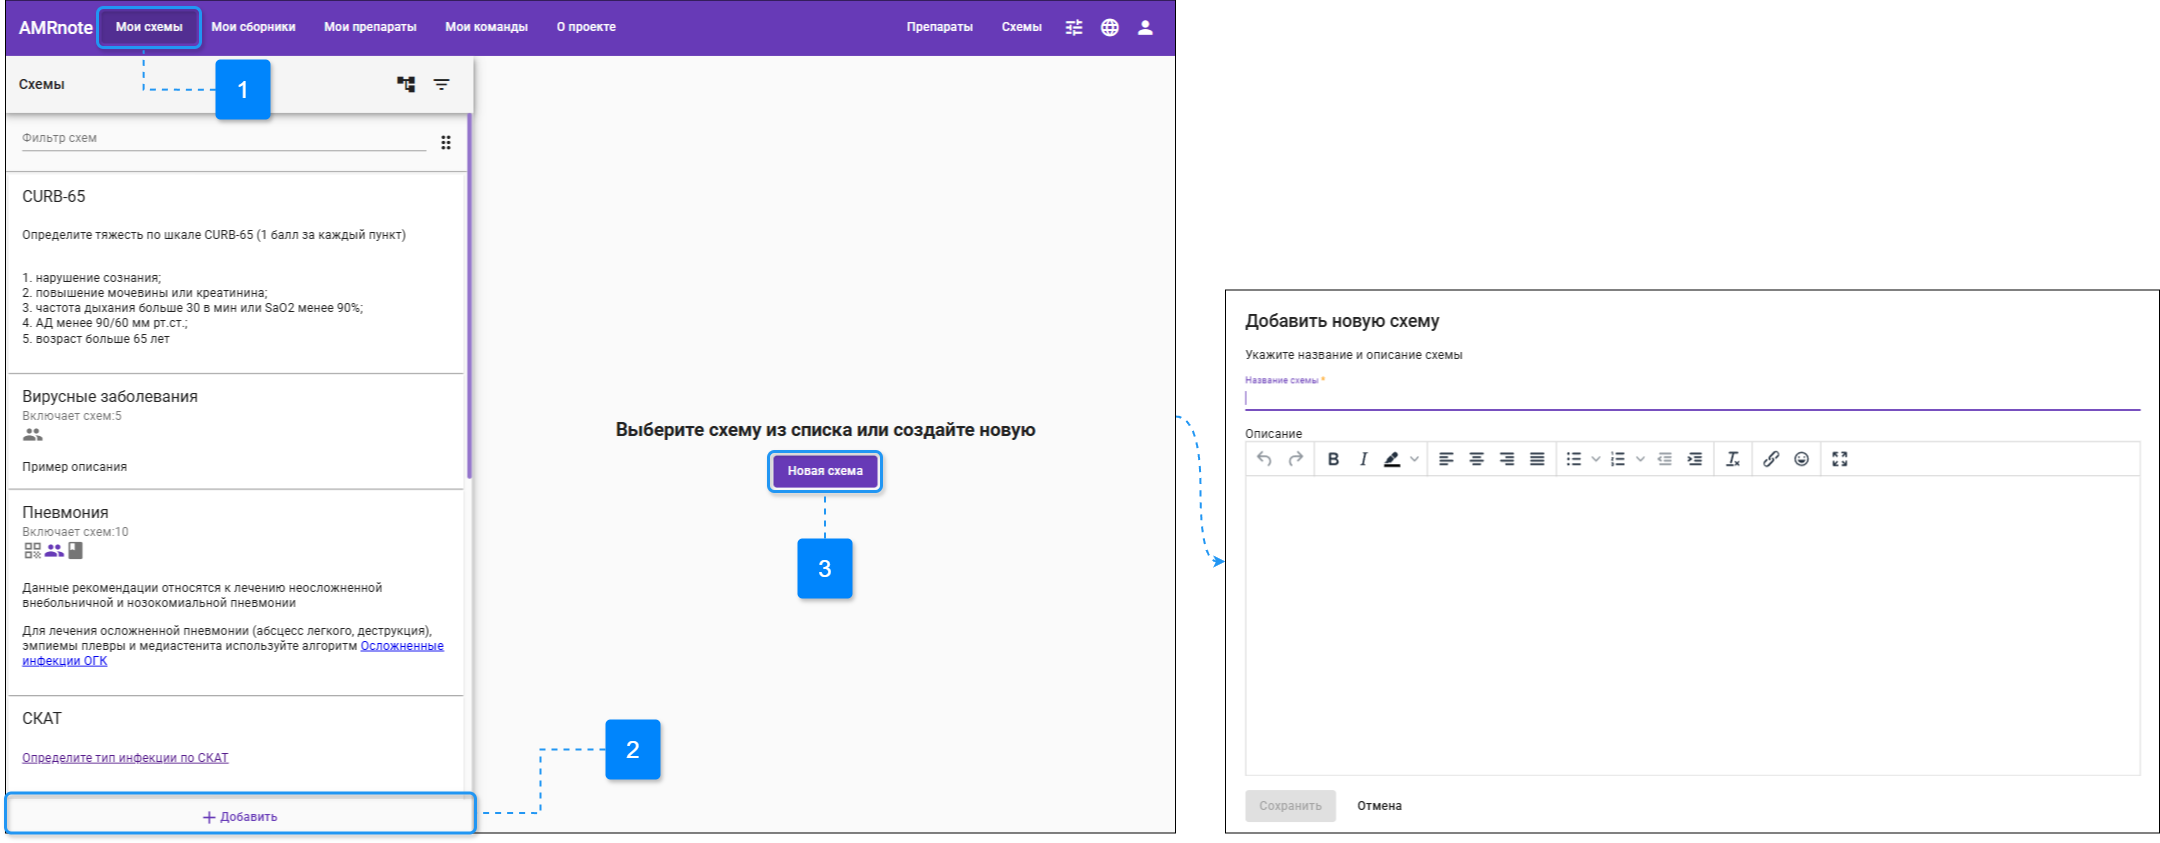 AMRnote Мои схемы Мои сборники Мои препараты Мои команды О проекте Препараты Схемы
Схемы
1
Фильтр схем
CURB-65
Определите тяжесть по шкале CURB-65 (1 балл за каждый пункт)
1. нарушение сознания;
2. повышение мочевины или креатинина;
3. частота дыхания больше 30 в мин или SaO2 менее 90%;
4. АД менее 90/60 мм рт.ст.;
5. возраст больше 65 лет
Вирусные заболевания
Включает схем:5
Пример описания
Пневмония
Включает схем:10
Данные рекомендации относятся к лечению неосложненной
внебольничной и нозокомиальной пневмонии
Для лечения осложненной пневмонии (абсцесс легкого, деструкция),
эмпиемы плевры и медиастенита используйте алгоритм Осложненные
инфекции ОГК
СКАТ
Определите тип инфекции по СКАТ
+ Добавить
Выберите схему из списка или создайте новую
Новая схема
3
2
Добавить новую схему
Укажите название и описание схемы
Название схемы *
Описание
B I
Сохранить Отмена